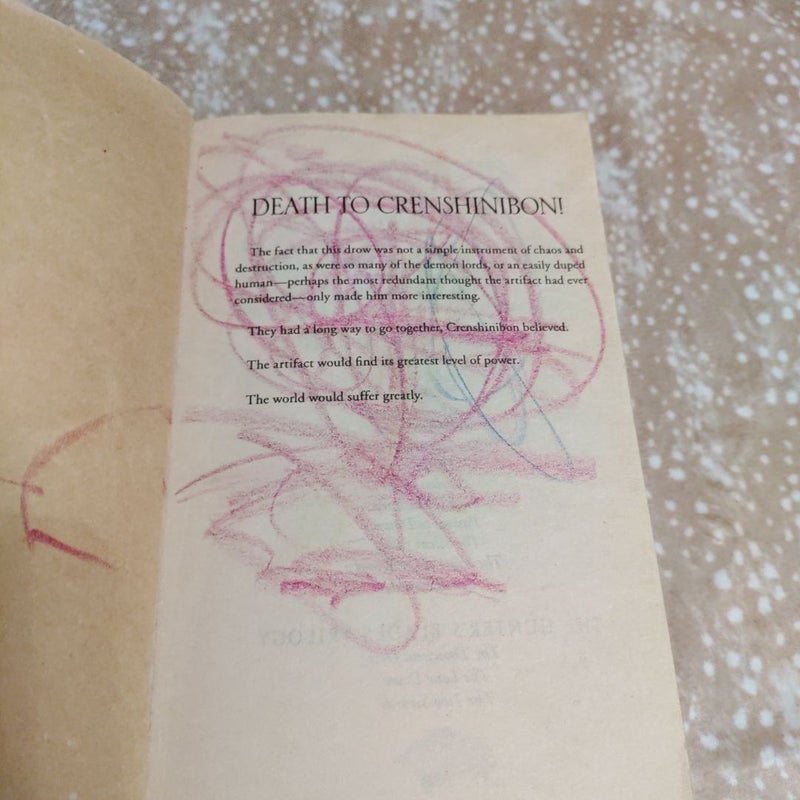 DEATH TO CRENSHINIBON!
The fact that this drow was not a simple instrument of chaos and
destruction, as were so many of the demon lords, or an easily duped
human—perhaps the most redundant thought the artifact had ever
considered—only made him more interesting.
They had a long way to go together, Crenshinibon believed.
The artifact would find its greatest level of power.
The world would suffer greatly.